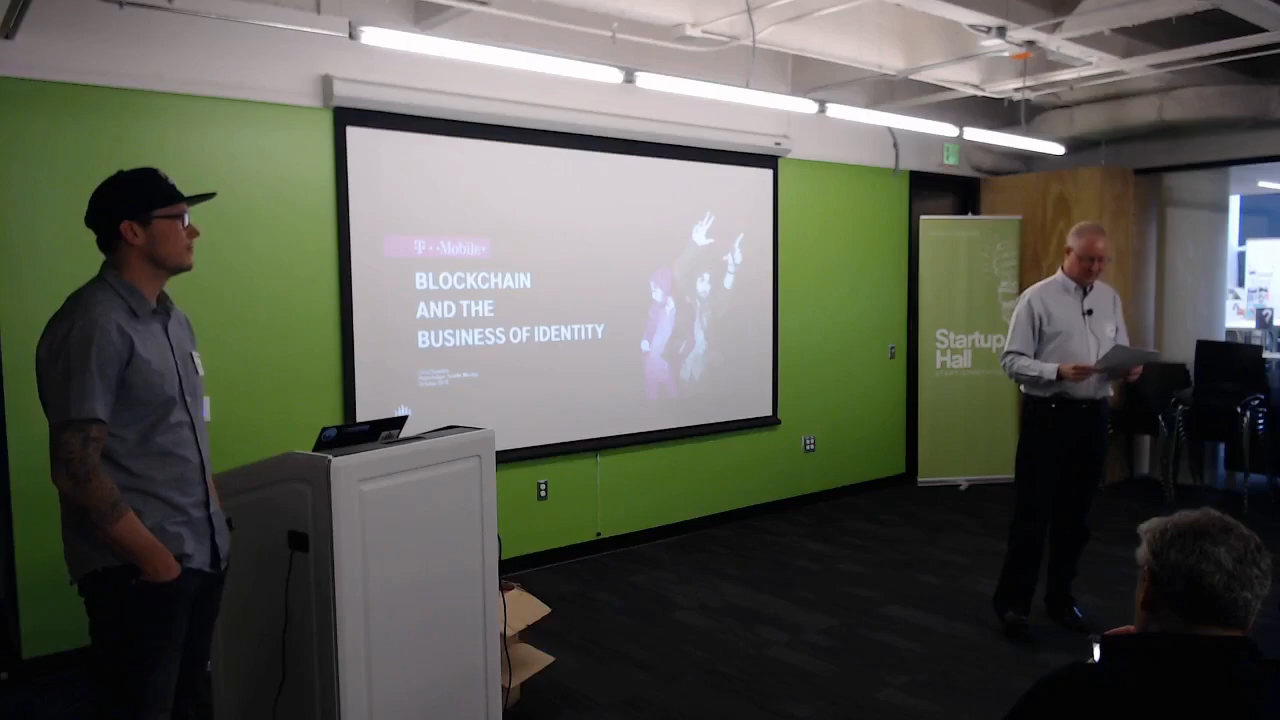 T-Mobile
BLOCKCHAIN
AND THE
BUSINESS OF IDENTITY
Startup
Hall